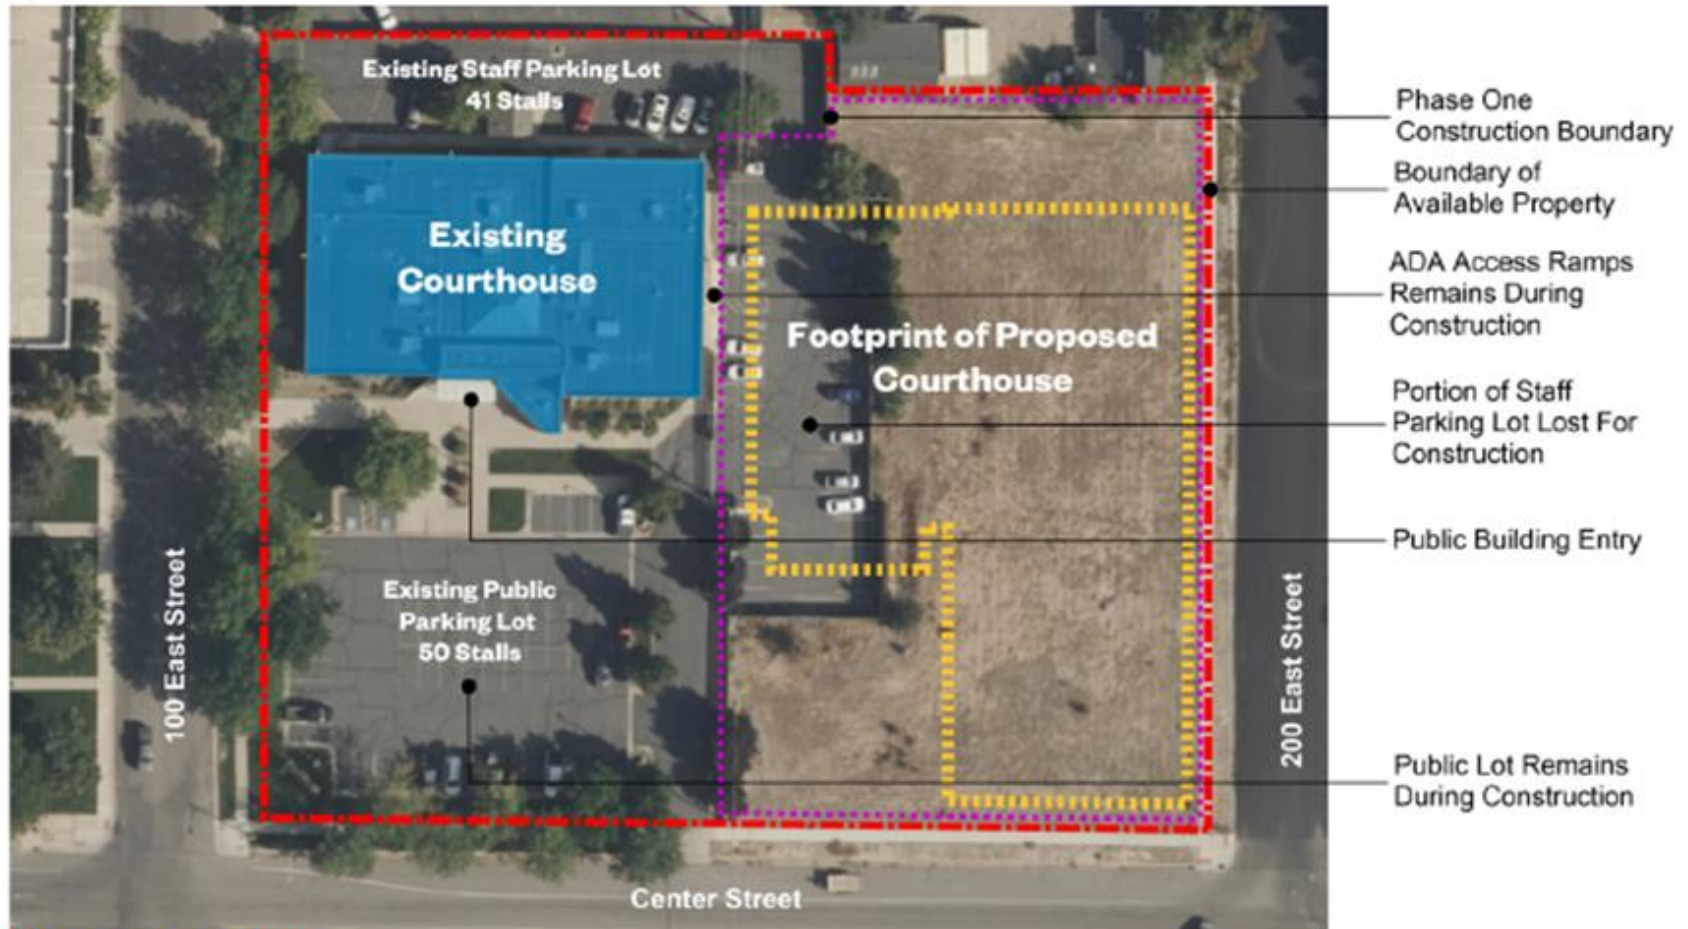 Existing Staff Parking Lot
41 Stalls
Existing
Courthouse
Footprint of Proposed
Courthouse
Existing Public
Parking Lot
50 Stalls
100 East Street
200 East Street
Center Street
Phase One
Construction Boundary
Boundary of
Available Property
ADA Access Ramps
Remains During
Construction
Portion of Staff
Parking Lot Lost For
Construction
Public Building Entry
Public Lot Remains
During Construction